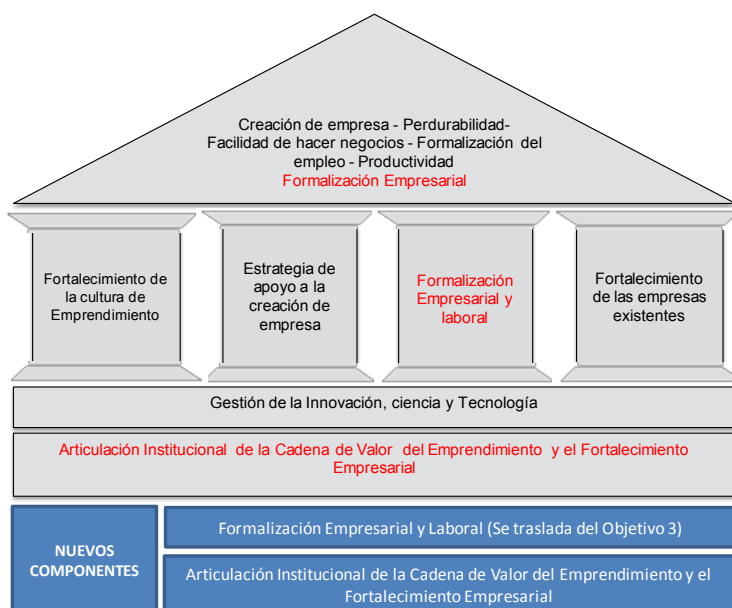 Creación de empresa - Perdurabilidad-
Facilidad de hacer negocios - Formalización del
empleo - Productividad
Formalización Empresarial
Fortalecimiento de
la cultura de
Emprendimiento
Estrategia de
apoyo a la
creación de
empresa
Formalización
Empresarial y
laboral
Fortalecimiento
de las empresas
existentes
Gestión de la Innovación, ciencia y Tecnología
Articulación Institucional de la Cadena de Valor del Emprendimiento y el Fortalecimiento
Empresarial
NUEVOS
COMPONENTES
Formalización Empresarial y Laboral (Se traslada del Objetivo 3)
Articulación Institucional de la Cadena de Valor del Emprendimiento y el
Fortalecimiento Empresarial